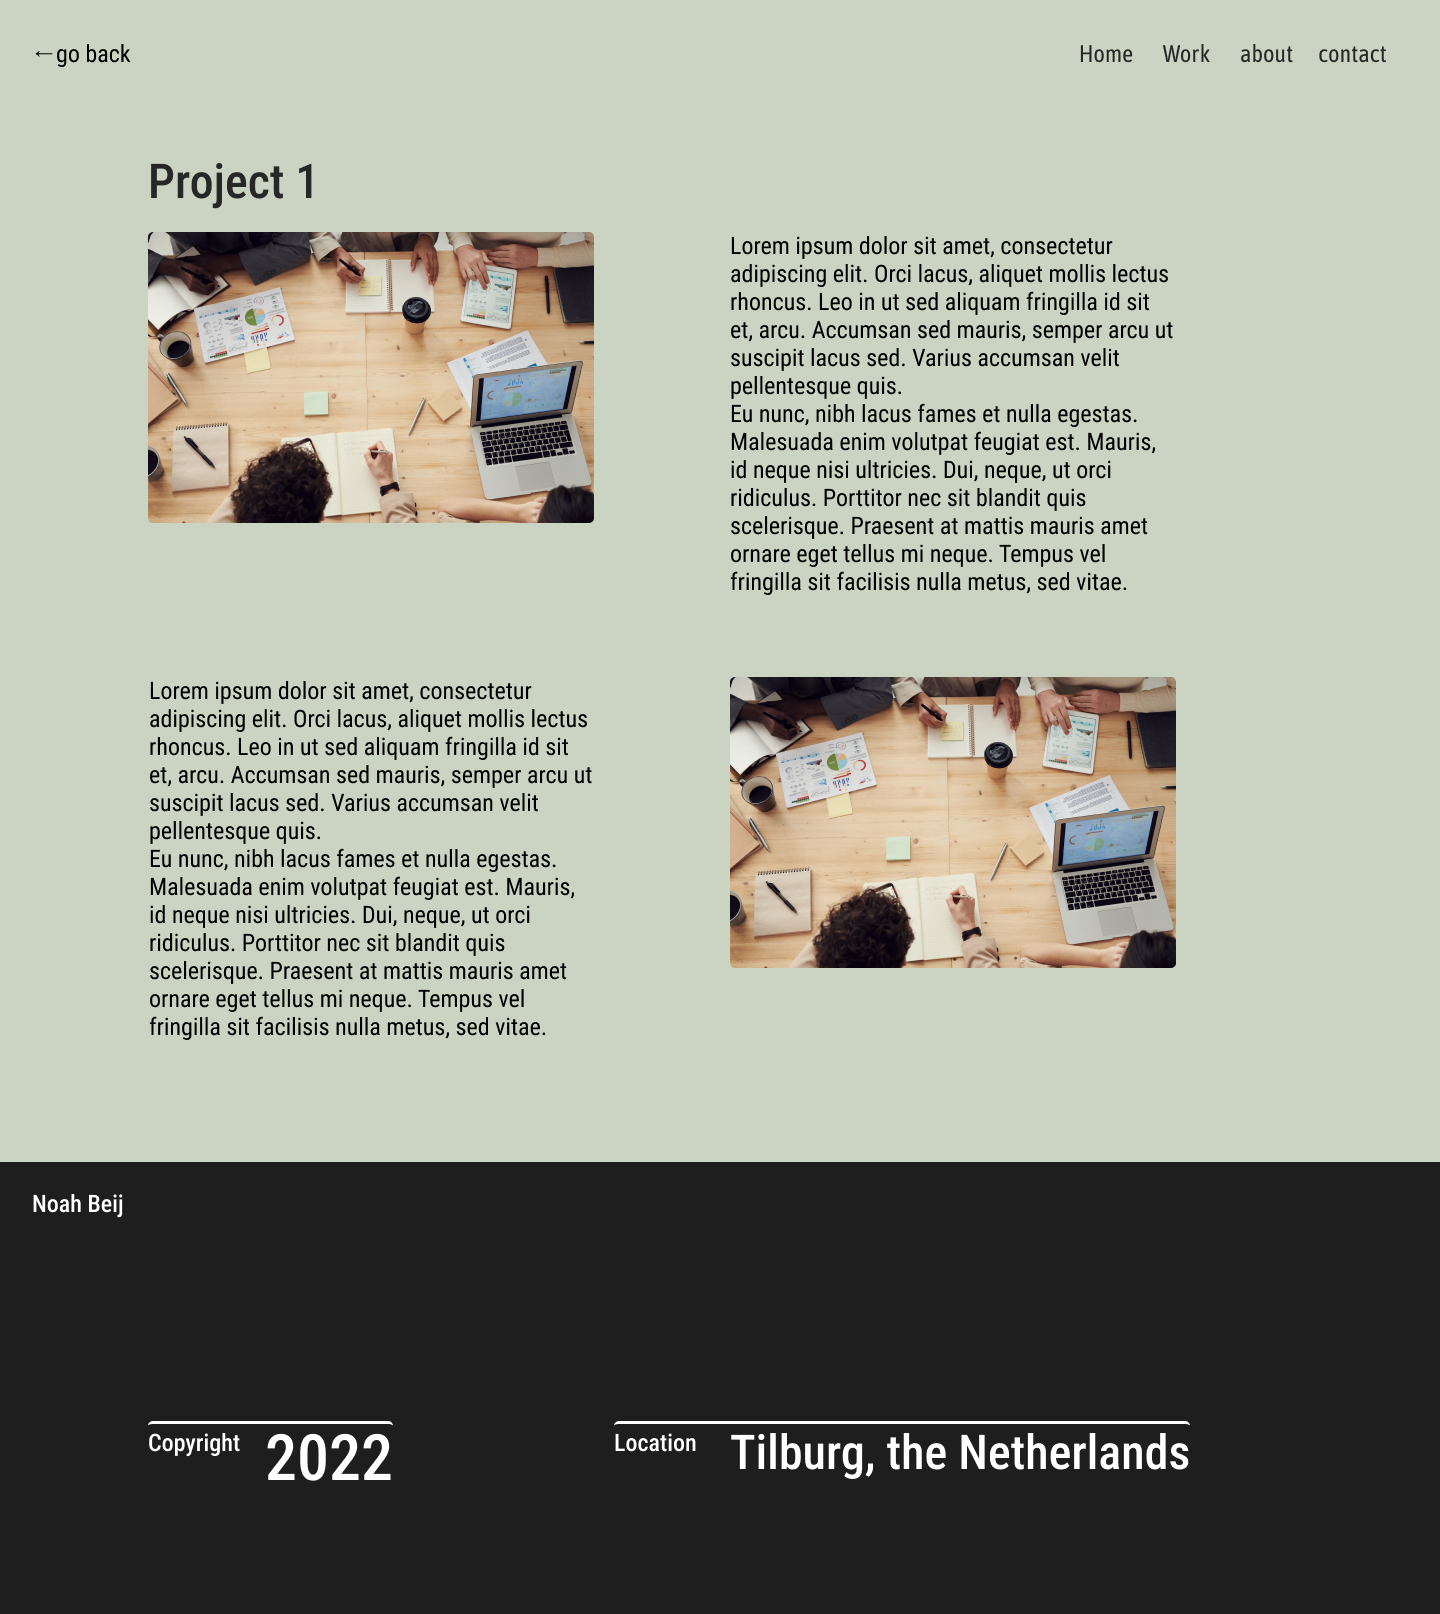 ←go back
Home Work about contact
Project 1
Lorem ipsum dolor sit amet, consectetur
adipiscing elit. Orci lacus, aliquet mollis lectus
rhoncus. Leo in ut sed aliquam fringilla id sit
et, arcu. Accumsan sed mauris, semper arcu ut
suscipit lacus sed. Varius accumsan velit
pellentesque quis.
Eu nunc, nibh lacus fames et nulla egestas.
Malesuada enim volutpat feugiat est. Mauris,
id neque nisi ultricies. Dui, neque, ut orci
ridiculus. Porttitor nec sit blandit quis
scelerisque. Praesent at mattis mauris amet
ornare eget tellus mi neque. Tempus vel
fringilla sit facilisis nulla metus, sed vitae.
Lorem ipsum dolor sit amet, consectetur
adipiscing elit. Orci lacus, aliquet mollis lectus
rhoncus. Leo in ut sed aliquam fringilla id sit
et, arcu. Accumsan sed mauris, semper arcu ut
suscipit lacus sed. Varius accumsan velit
pellentesque quis.
Eu nunc, nibh lacus fames et nulla egestas.
Malesuada enim volutpat feugiat est. Mauris,
id neque nisi ultricies. Dui, neque, ut orci
ridiculus. Porttitor nec sit blandit quis
scelerisque. Praesent at mattis mauris amet
ornare eget tellus mi neque. Tempus vel
fringilla sit facilisis nulla metus, sed vitae.
Noah Beij
Copyright 2022
Location Tilburg, the Netherlands